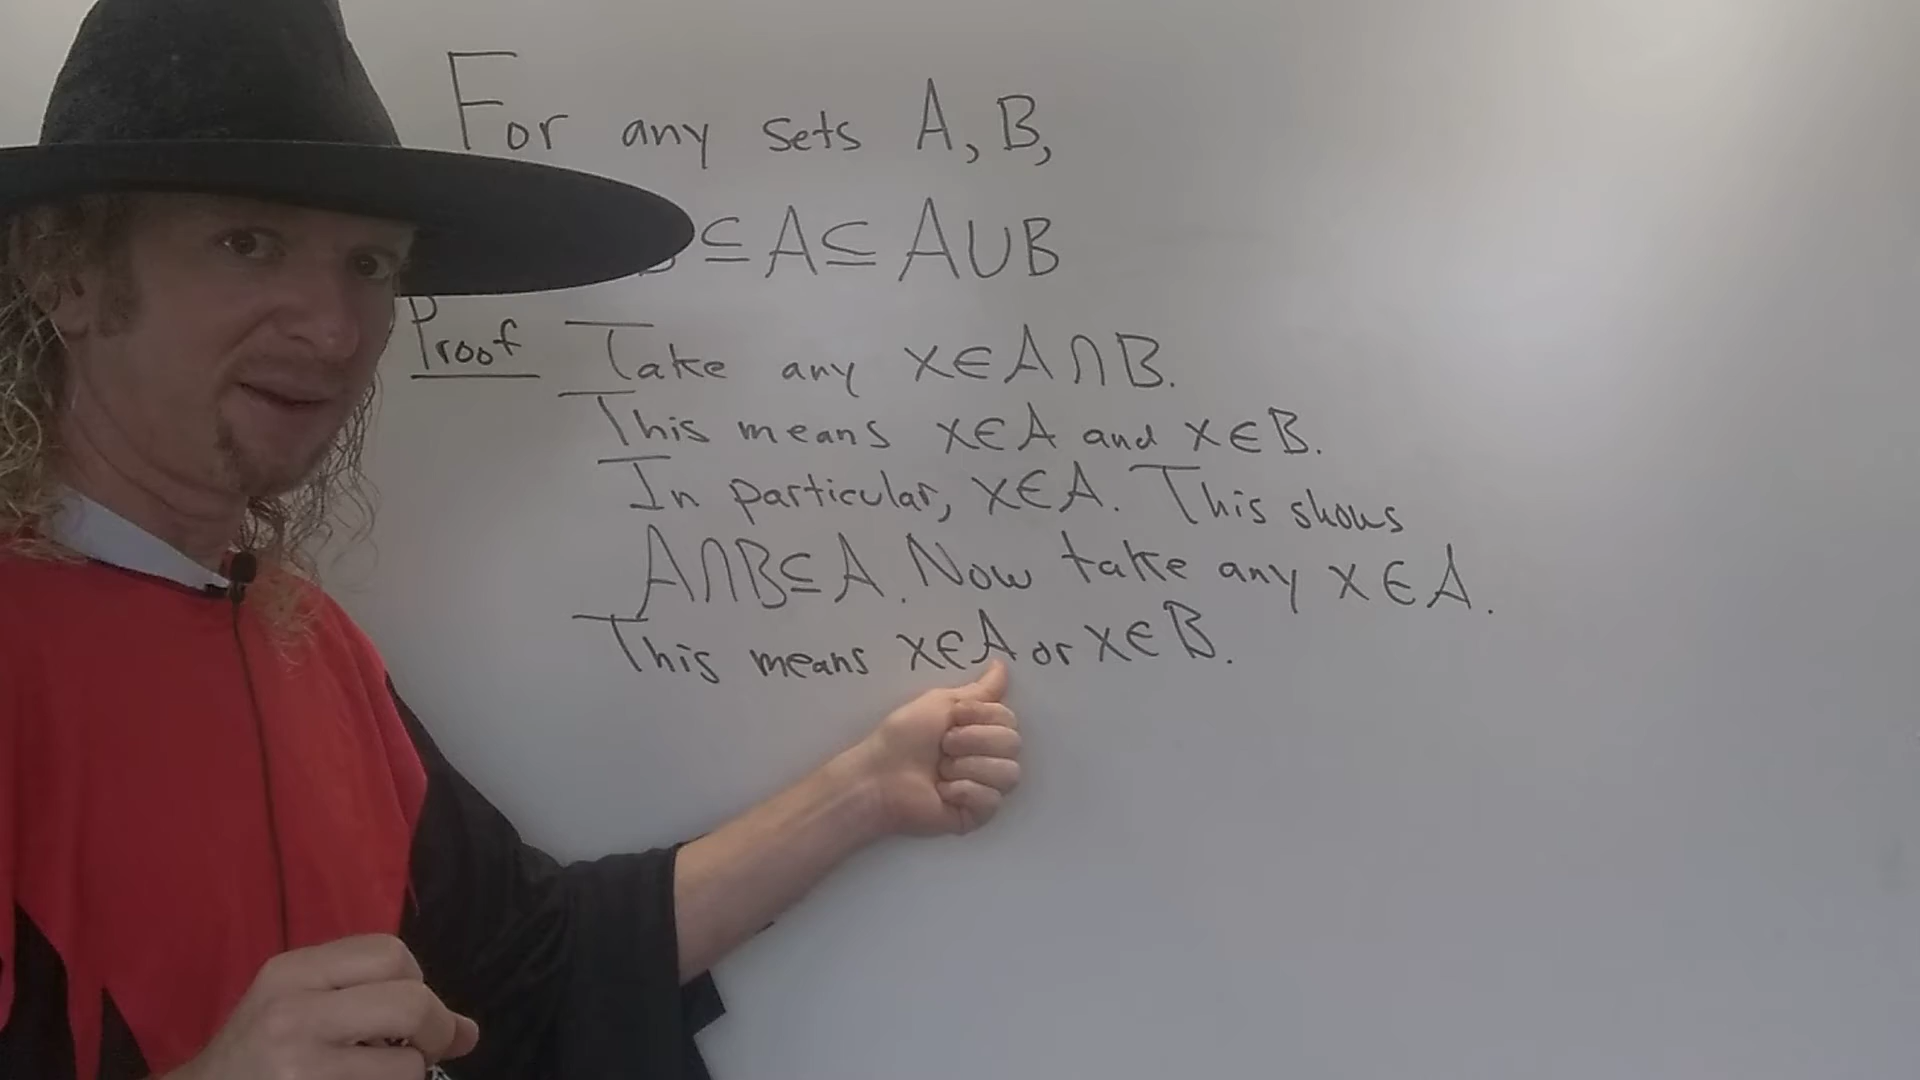 For any sets A, B,
⊆ A ⊆ A∪B
Proof Take any x∈A∩B.
This means x∈A and x∈B.
In particular, x∈A. This shows
A∩B⊆A. Now take any x∈A.
This means x∈A or x∈B.